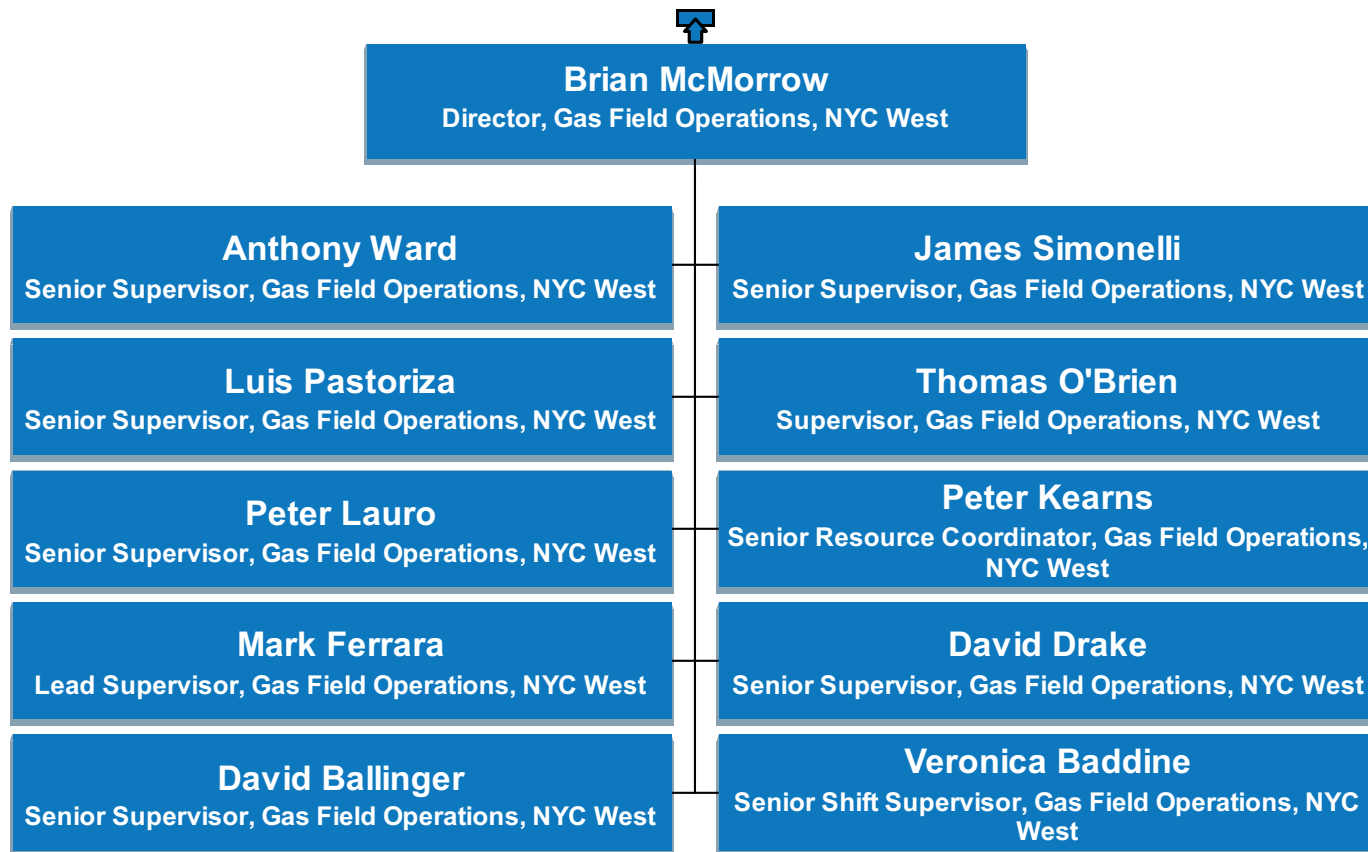 Brian McMorrow
Director, Gas Field Operations, NYC West
Anthony Ward
Senior Supervisor, Gas Field Operations, NYC West
James Simonelli
Senior Supervisor, Gas Field Operations, NYC West
Luis Pastoriza
Senior Supervisor, Gas Field Operations, NYC West
Thomas O'Brien
Supervisor, Gas Field Operations, NYC West
Peter Lauro
Senior Supervisor, Gas Field Operations, NYC West
Peter Kearns
Senior Resource Coordinator, Gas Field Operations,
NYC West
Mark Ferrara
Lead Supervisor, Gas Field Operations, NYC West
David Drake
Senior Supervisor, Gas Field Operations, NYC West
David Ballinger
Senior Supervisor, Gas Field Operations, NYC West
Veronica Baddine
Senior Shift Supervisor, Gas Field Operations, NYC
West